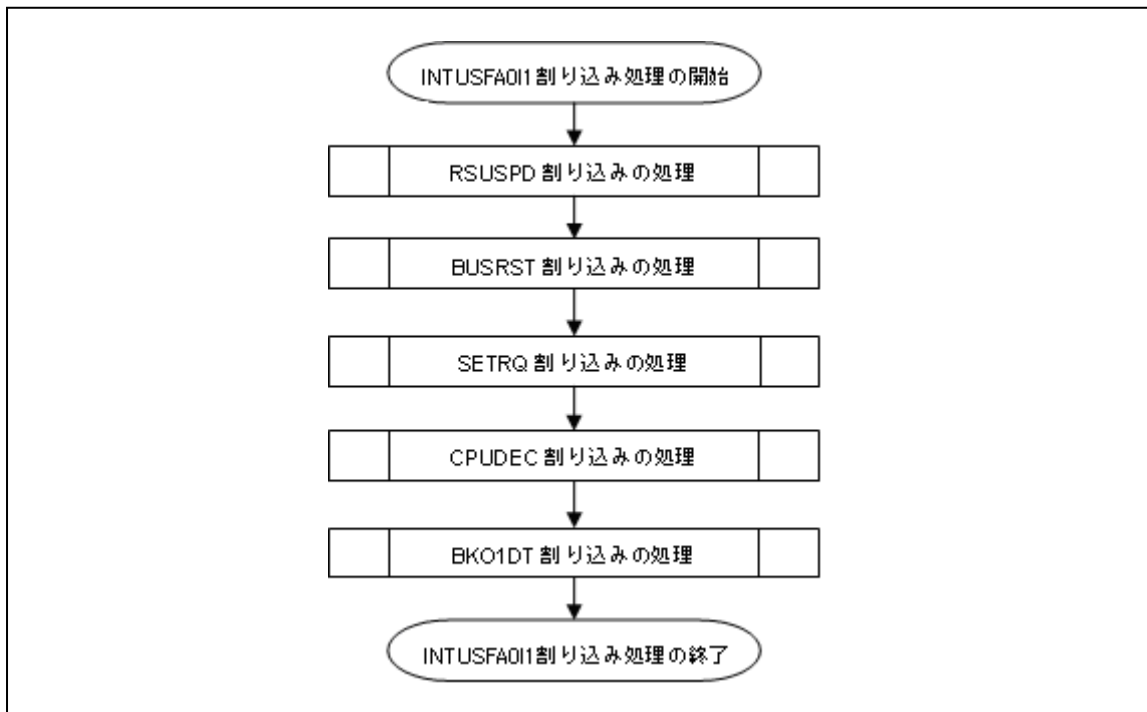 INTUSFA0I1割り込み処理の開始
RSUSPD 割り込みの処理
BUSRST 割り込みの処理
SETRQ 割り込みの処理
CPUDEC 割り込みの処理
BKO1DT 割り込みの処理
INTUSFA0I1割り込み処理の終了